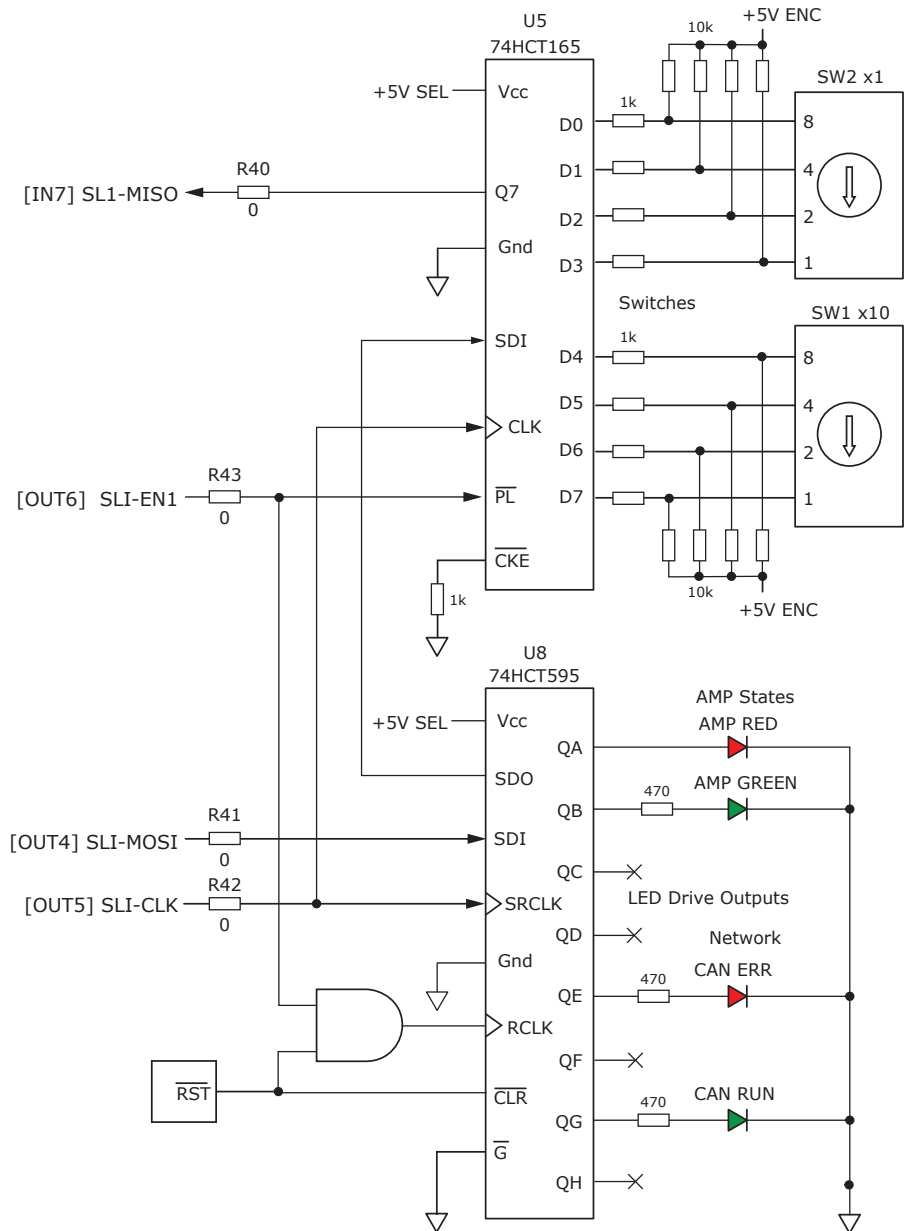 U5
74HCT165
+5V SEL
Vcc
[IN7] SL1-MISO
R40
0
Q7
Gnd
SDI
CLK
[OUT6] SLI-EN1
R43
0
PL
CKE
1k
D0
D1
D2
D3
D4
D5
D6
D7
1k
10k
+5V ENC
SW2 x1
8
4
2
1
Switches
1k
SW1 x10
8
4
2
1
10k
+5V ENC
U8
74HCT595
+5V SEL
Vcc
SDO
[OUT4] SLI-MOSI
R41
0
SDI
[OUT5] SLI-CLK
R42
0
SRCLK
Gnd
RCLK
RST
CLR
G
QA
QB
QC
QD
QE
QF
QG
QH
AMP States
AMP RED
470
AMP GREEN
LED Drive Outputs
Network
470
CAN ERR
470
CAN RUN